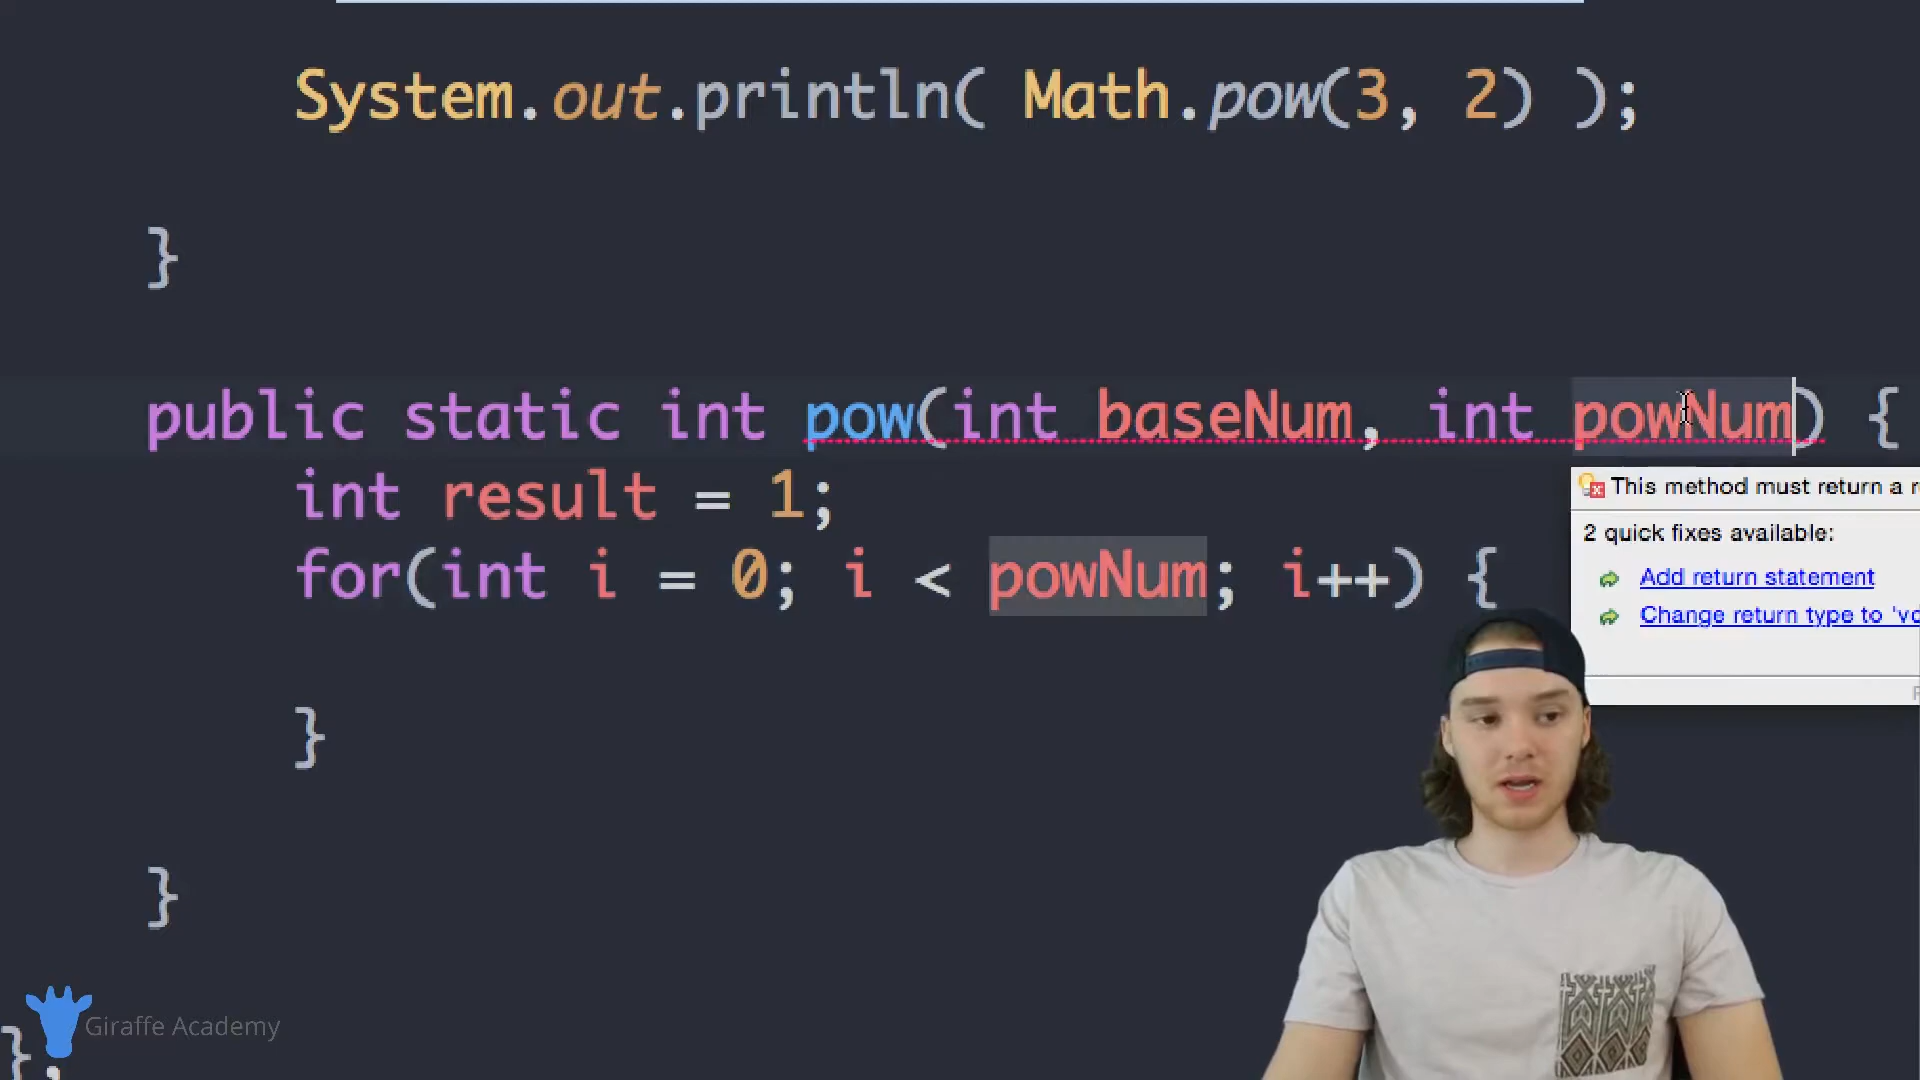 System.out.println( Math.pow(3, 2) );
}
public static int pow(int baseNum, int powNum) {
int result = 1;
for(int i = 0; i < powNum; i++) {
This method must return a
2 quick fixes available:
Add return statement
Change return type to
}
}
Giraffe Academy
};